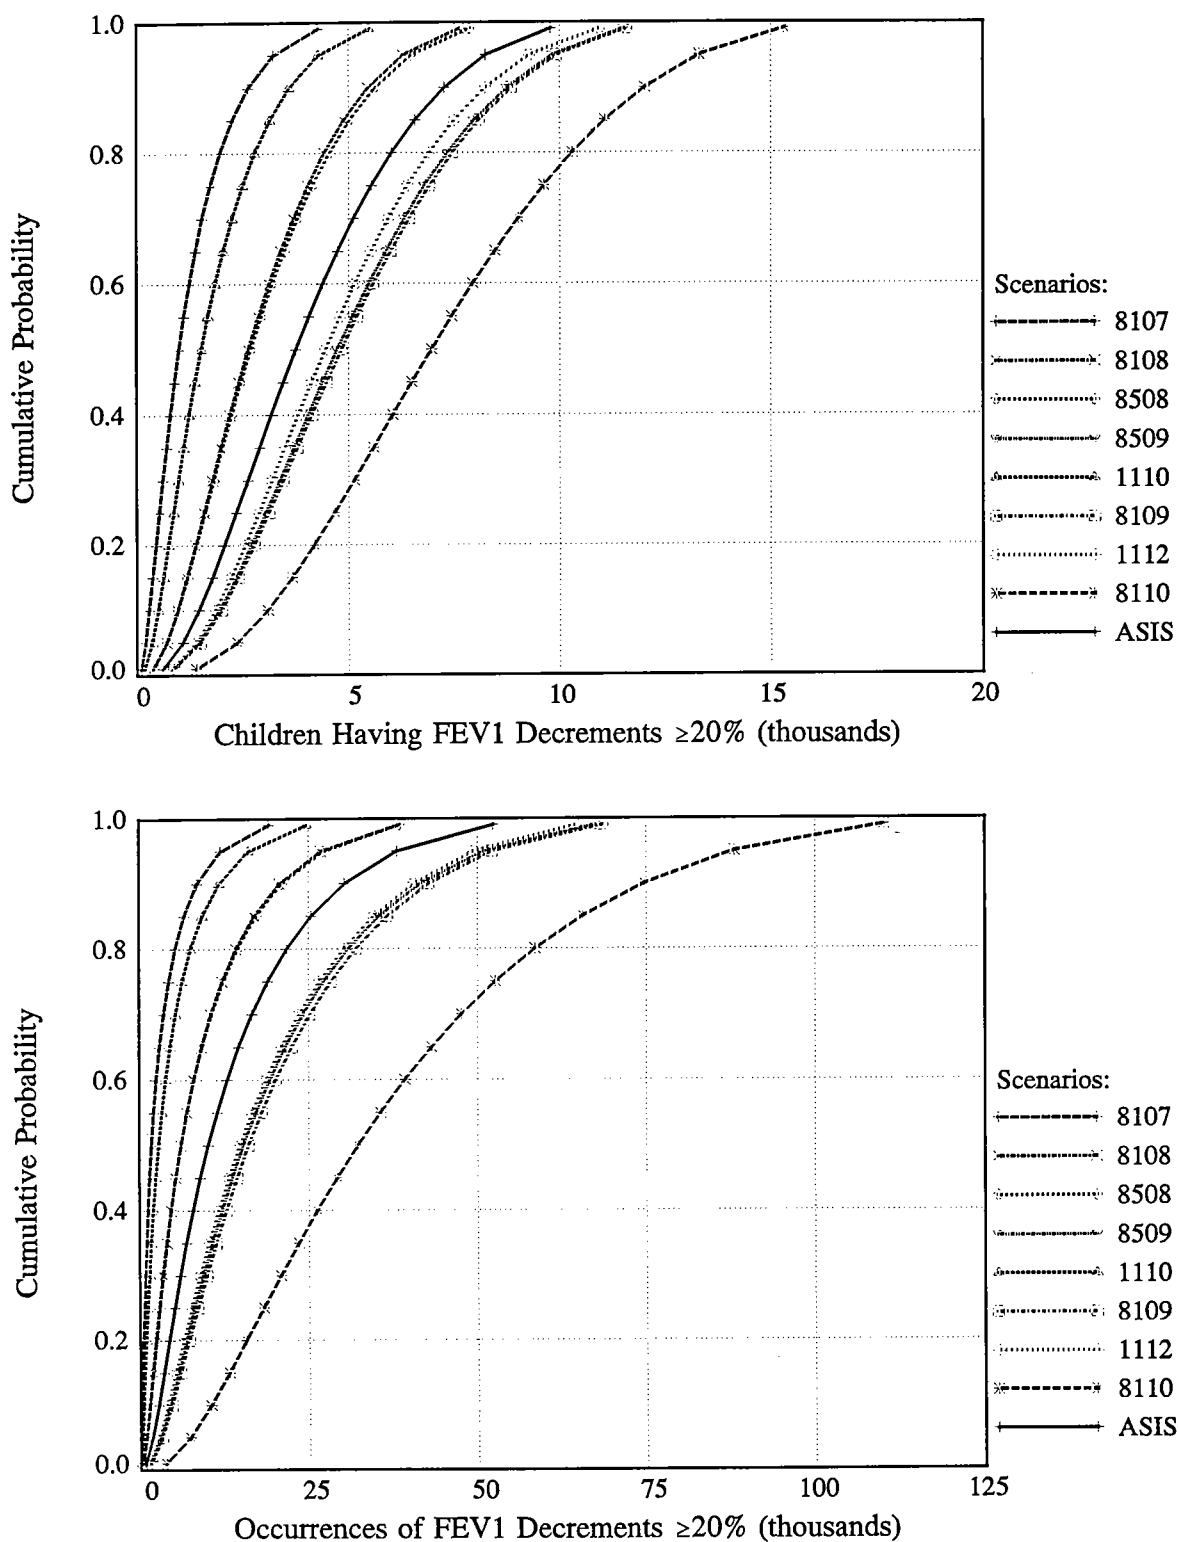 1.0
0.8
0.6
0.4
0.2
0.0
Cumulative Probability
0 5 10 15 20
Children Having FEV1 Decrements ≥20% (thousands)
Scenarios:
8107
8108
8508
8509
1110
8109
1112
8110
ASIS
1.0
0.8
0.6
0.4
0.2
0.0
Cumulative Probability
0 25 50 75 100 125
Occurrences of FEV1 Decrements ≥20% (thousands)
Scenarios:
8107
8108
8508
8509
1110
8109
1112
8110
ASIS